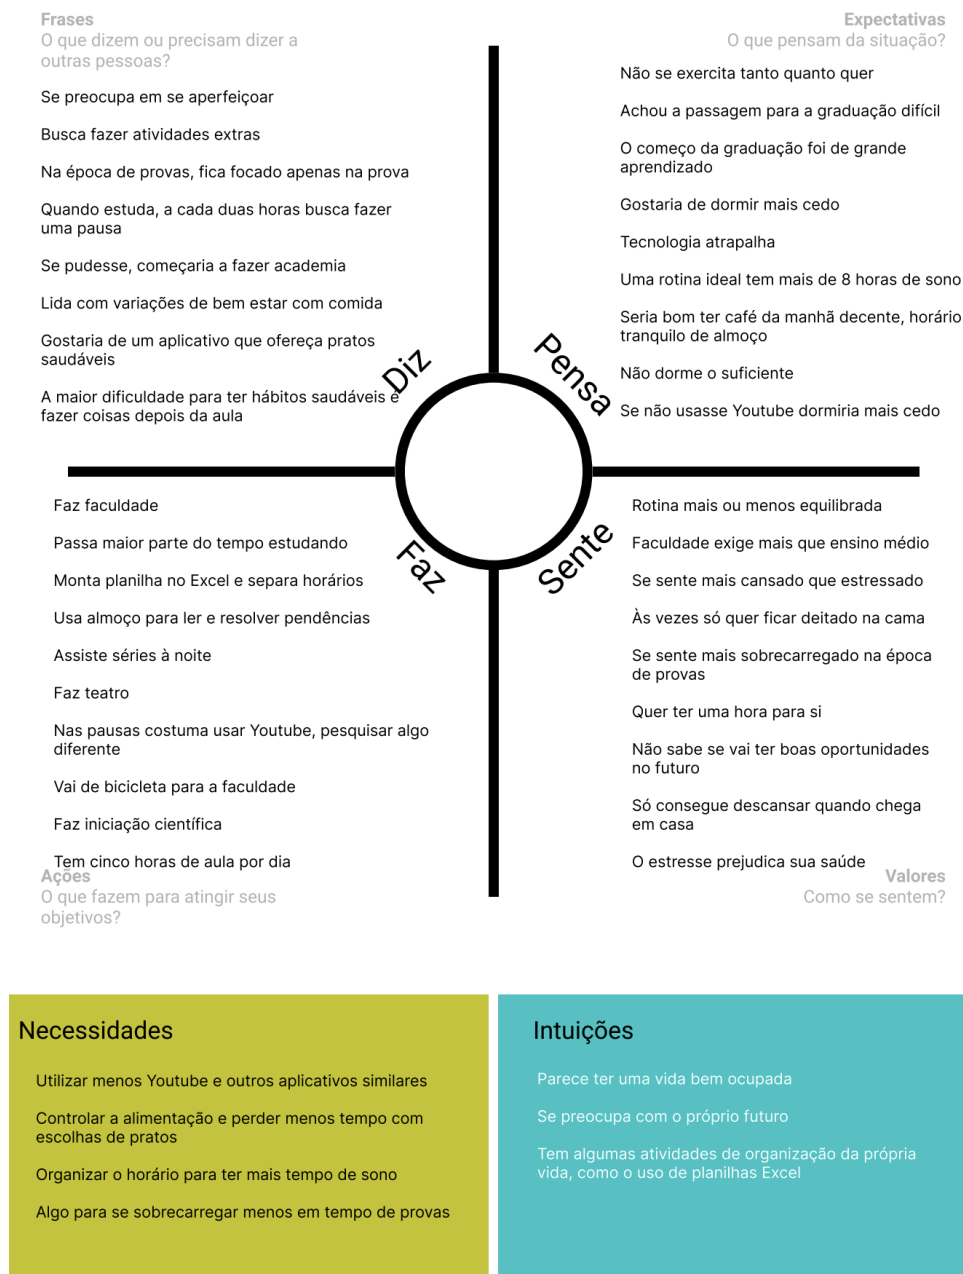 Frases
O que dizem ou precisam dizer a
outras pessoas?
Se preocupa em se aperfeiçoar
Busca fazer atividades extras
Na época de provas, fica focado apenas na prova
Quando estuda, a cada duas horas busca fazer
uma pausa
Se pudesse, começaria a fazer academia
Lida com variações de bem estar com comida
Gostaria de um aplicativo que ofereça pratos
saudáveis
A maior dificuldade para ter hábitos saudáveis é
fazer coisas depois da aula
Diz
Expectativas
O que pensam da situação?
Não se exercita tanto quanto quer
Achou a passagem para a graduação difícil
O começo da graduação foi de grande
aprendizado
Gostaria de dormir mais cedo
Tecnologia atrapalha
Uma rotina ideal tem mais de 8 horas de sono
Seria bom ter café da manhã decente, horário
tranquilo de almoço
Não dorme o suficiente
Se não usasse Youtube dormiria mais cedo
Pensa
Faz
Faz faculdade
Passa maior parte do tempo estudando
Monta planilha no Excel e separa horários
Usa almoço para ler e resolver pendências
Assiste séries à noite
Faz teatro
Nas pausas costuma usar Youtube, pesquisar algo
diferente
Vai de bicicleta para a faculdade
Faz iniciação científica
Tem cinco horas de aula por dia
Ações
O que fazem para atingir seus
objetivos?
Sente
Rotina mais ou menos equilibrada
Faculdade exige mais que ensino médio
Se sente mais cansado que estressado
Às vezes só quer ficar deitado na cama
Se sente mais sobrecarregado na época
de provas
Quer ter uma hora para si
Não sabe se vai ter boas oportunidades
no futuro
Só consegue descansar quando chega
em casa
O estresse prejudica sua saúde
Valores
Como se sentem?
Necessidades
Utilizar menos Youtube e outros aplicativos similares
Controlar a alimentação e perder menos tempo com
escolhas de pratos
Organizar o horário para ter mais tempo de sono
Algo para se sobrecarregar menos em tempo de provas
Intuições
Parece ter uma vida bem ocupada
Se preocupa com o próprio futuro
Tem algumas atividades de organização da própria
vida, como o uso de planilhas Excel